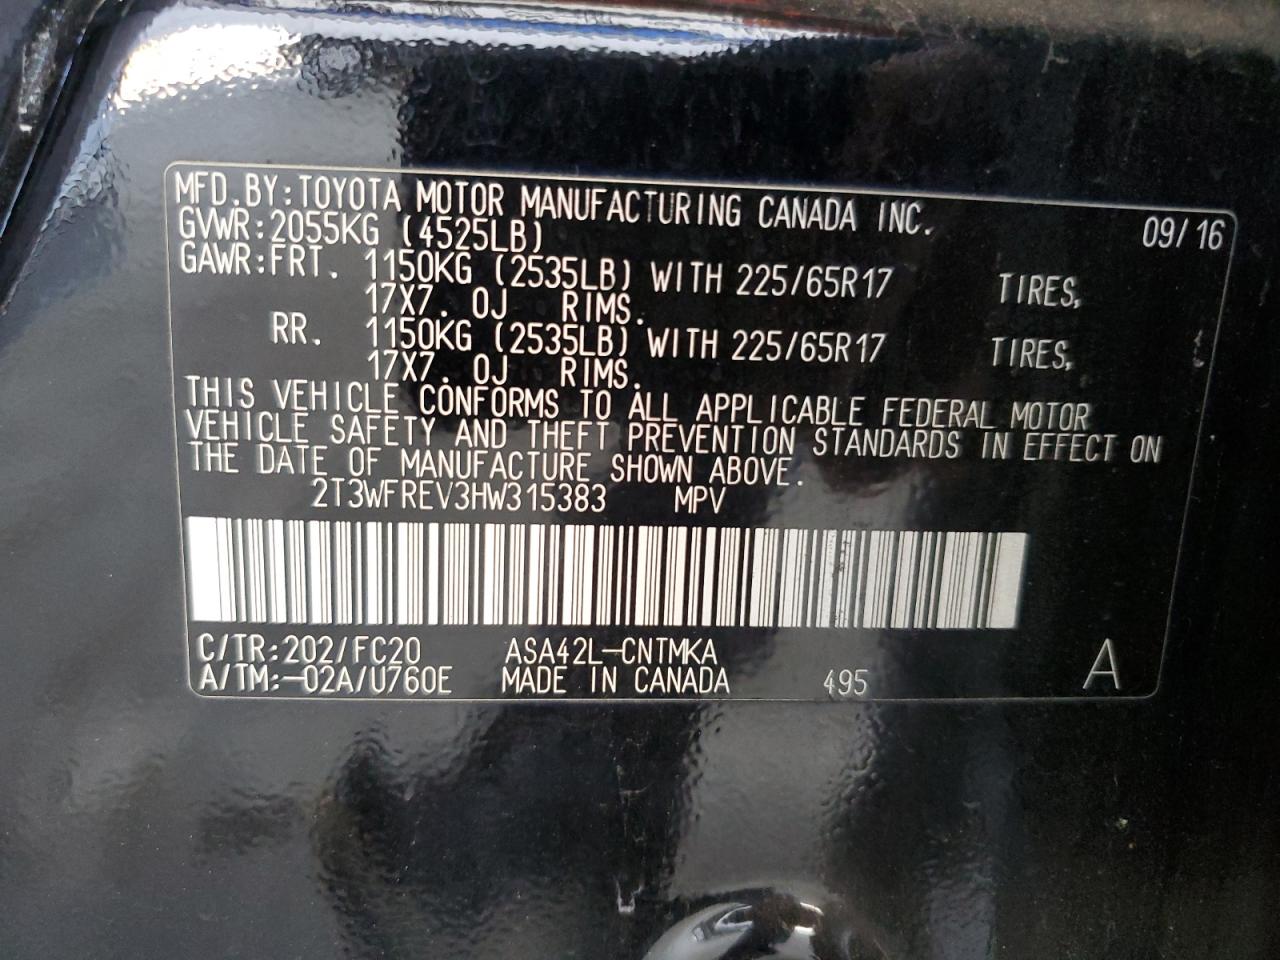 MFD.BY:TOYOTA MOTOR MANUFACTURING CANADA INC. 09/16
GVWR:2055KG (4525LB)
GAWR:FRT. 1150KG (2535LB) WITH 225/65R17 TIRES,
17X7.0J RIMS.
RR. 1150KG (2535LB) WITH 225/65R17 TIRES,
17X7.0J RIMS.
THIS VEHICLE CONFORMS TO ALL APPLICABLE FEDERAL MOTOR
VEHICLE SAFETY AND THEFT PREVENTION STANDARDS IN EFFECT ON
THE DATE OF MANUFACTURE SHOWN ABOVE.
2T3WFREV3HW315383 MPV
C/TR:202/FC20 ASA42L-CNTMKA A
A/TM:-02A/U760E MADE IN CANADA 495